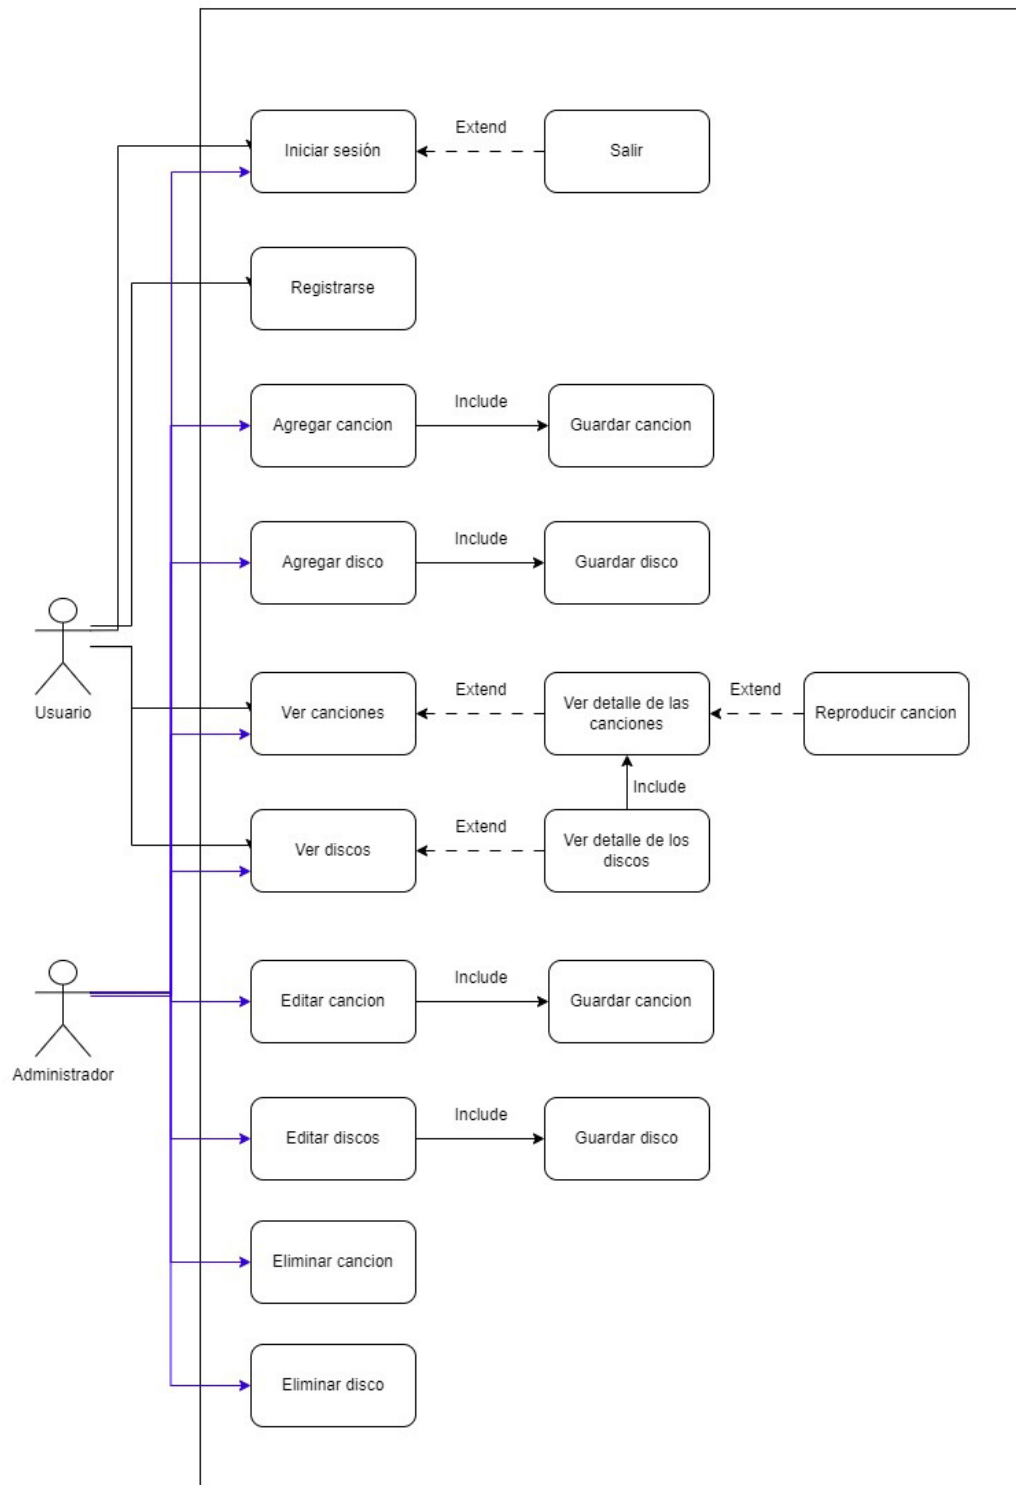 Iniciar sesión
Extend
Salir
Registrarse
Agregar cancion
Include
Guardar cancion
Agregar disco
Include
Guardar disco
Usuario
Ver canciones
Extend
Ver detalle de las
canciones
Extend
Reproducir cancion
Include
Ver discos
Extend
Ver detalle de los
discos
Administrador
Editar cancion
Include
Guardar cancion
Editar discos
Include
Guardar disco
Eliminar cancion
Eliminar disco